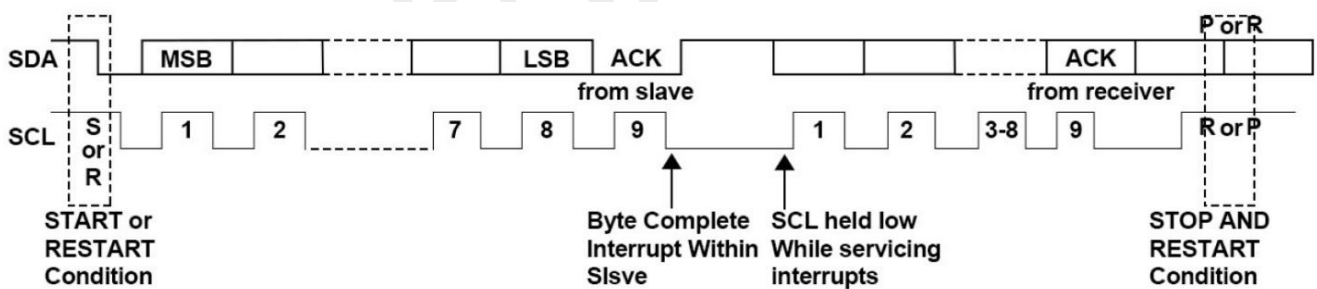 P or R
SDA MSB LSB ACK ACK
from slave from receiver
SCL S or R 1 2 7 8 9 1 2 3-8 9 R or P
START or
RESTART
Condition
Byte Complete
Interrupt Within
SIsve
SCL held low
While servicing
interrupts
STOP AND
RESTART
Condition